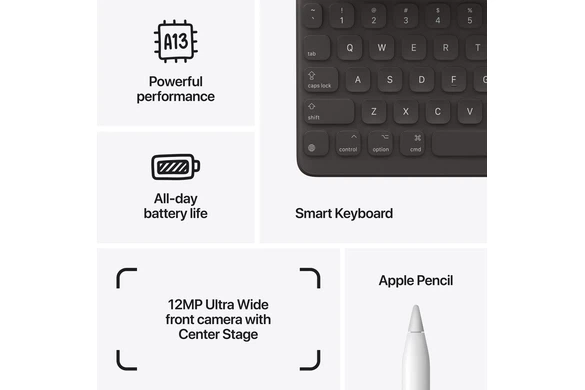 A13
Powerful
performance
All-day
battery life
~ ! @ # $ %
` 1 2 3 4 5
tab Q W E R T
caps lock A S D F G
shift Z X C V
control option cmd
Smart Keyboard
12MP Ultra Wide
front camera with
Center Stage
Apple Pencil